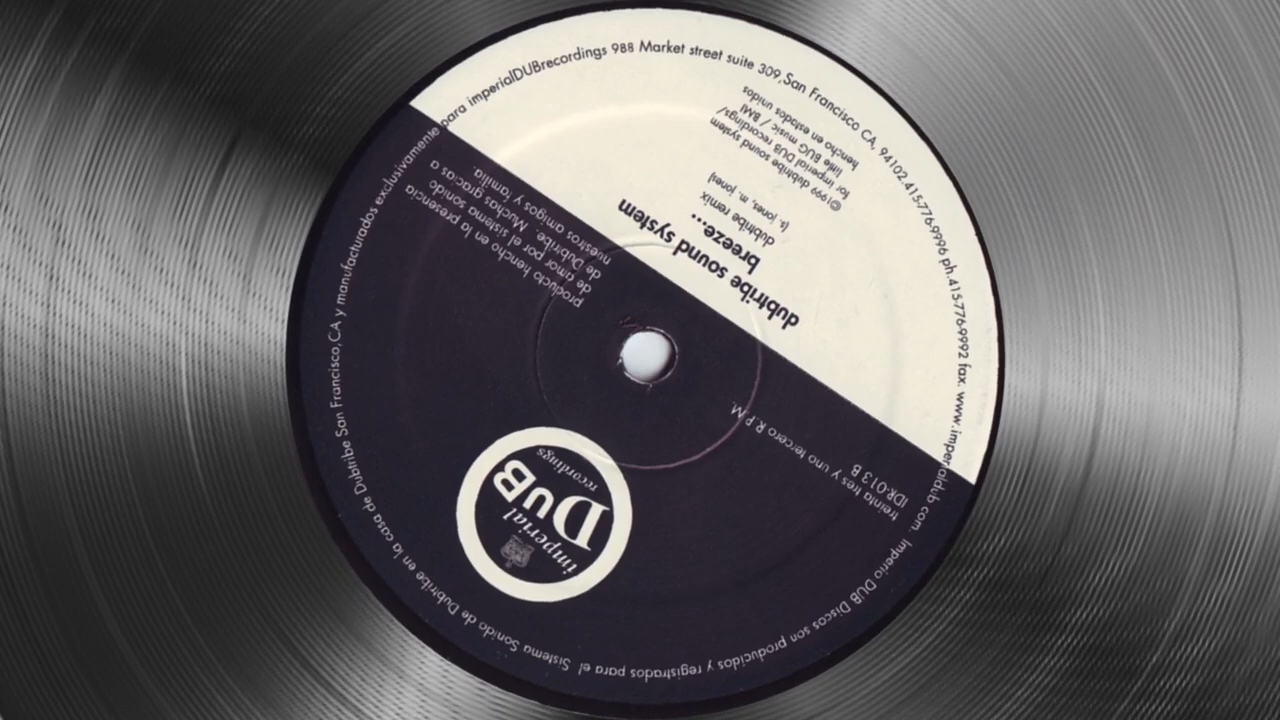 dubtribe sound system
breeze...
dubtribe remix
(s. jones, m. jones)
©1999 dubtribe sound system
for imperial DUB recordings/
little BUG music / BMI
hencho en estados unidos
producto hencho en la presencia
de amor por el sistema sonido
de Dubtribe. Muchas gracias a
nuestros amigos y familia.
imperial
DUB
recordings
treinta tres y uno tercero R.P.M.
IDR-013 B
Imperio DUB Discos son producidos y registrados para el Sistema Sonido de Dubtribe en la casa de Dubtribe San Francisco,CA y manufacturados exclusivamente para imperialDUBrecordings 988 Market street suite 309,San Francisco CA, 94102.415-776-9996 ph.415-776-9992 fax. www.imperialdub.com.